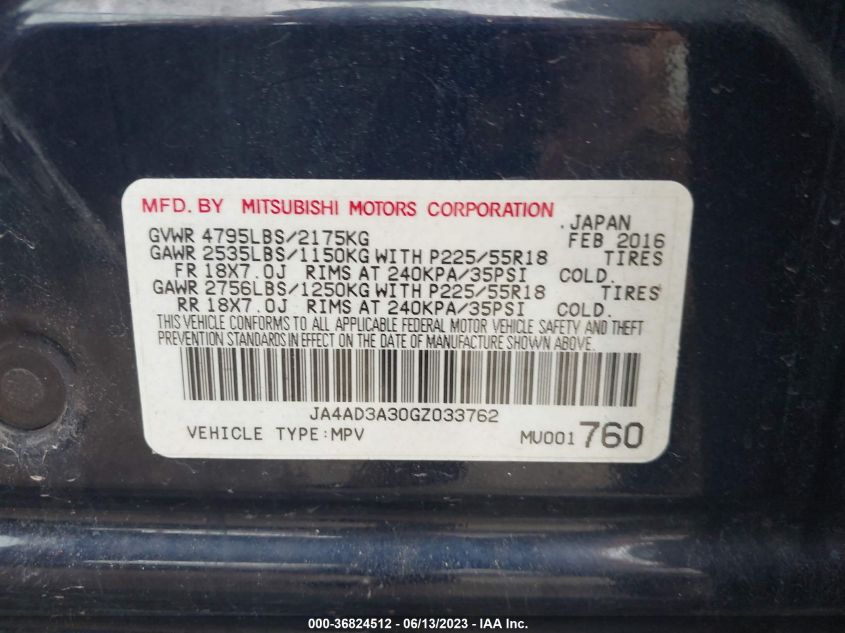 MFD. BY MITSUBISHI MOTORS CORPORATION
.JAPAN
GVWR 4795LBS/2175KG FEB 2016
GAWR 2535LBS/1150KG WITH P225/55R18 TIRES
FR 18X7.0J RIMS AT 240KPA/35PSI COLD.
GAWR 2756LBS/1250KG WITH P225/55R18 TIRES
RR 18X7.0J RIMS AT 240KPA/35PSI COLD.
THIS VEHICLE CONFORMS TO ALL APPLICABLE FEDERAL MOTOR VEHICLE SAFETY AND THEFT
PREVENTION STANDARDS IN EFFECT ON THE DATE OF MANUFACTURE SHOWN ABOVE.
JA4AD3A30GZ033762
VEHICLE TYPE:MPV MU001 760
000-36824512 - 06/13/2023 - IAA Inc.